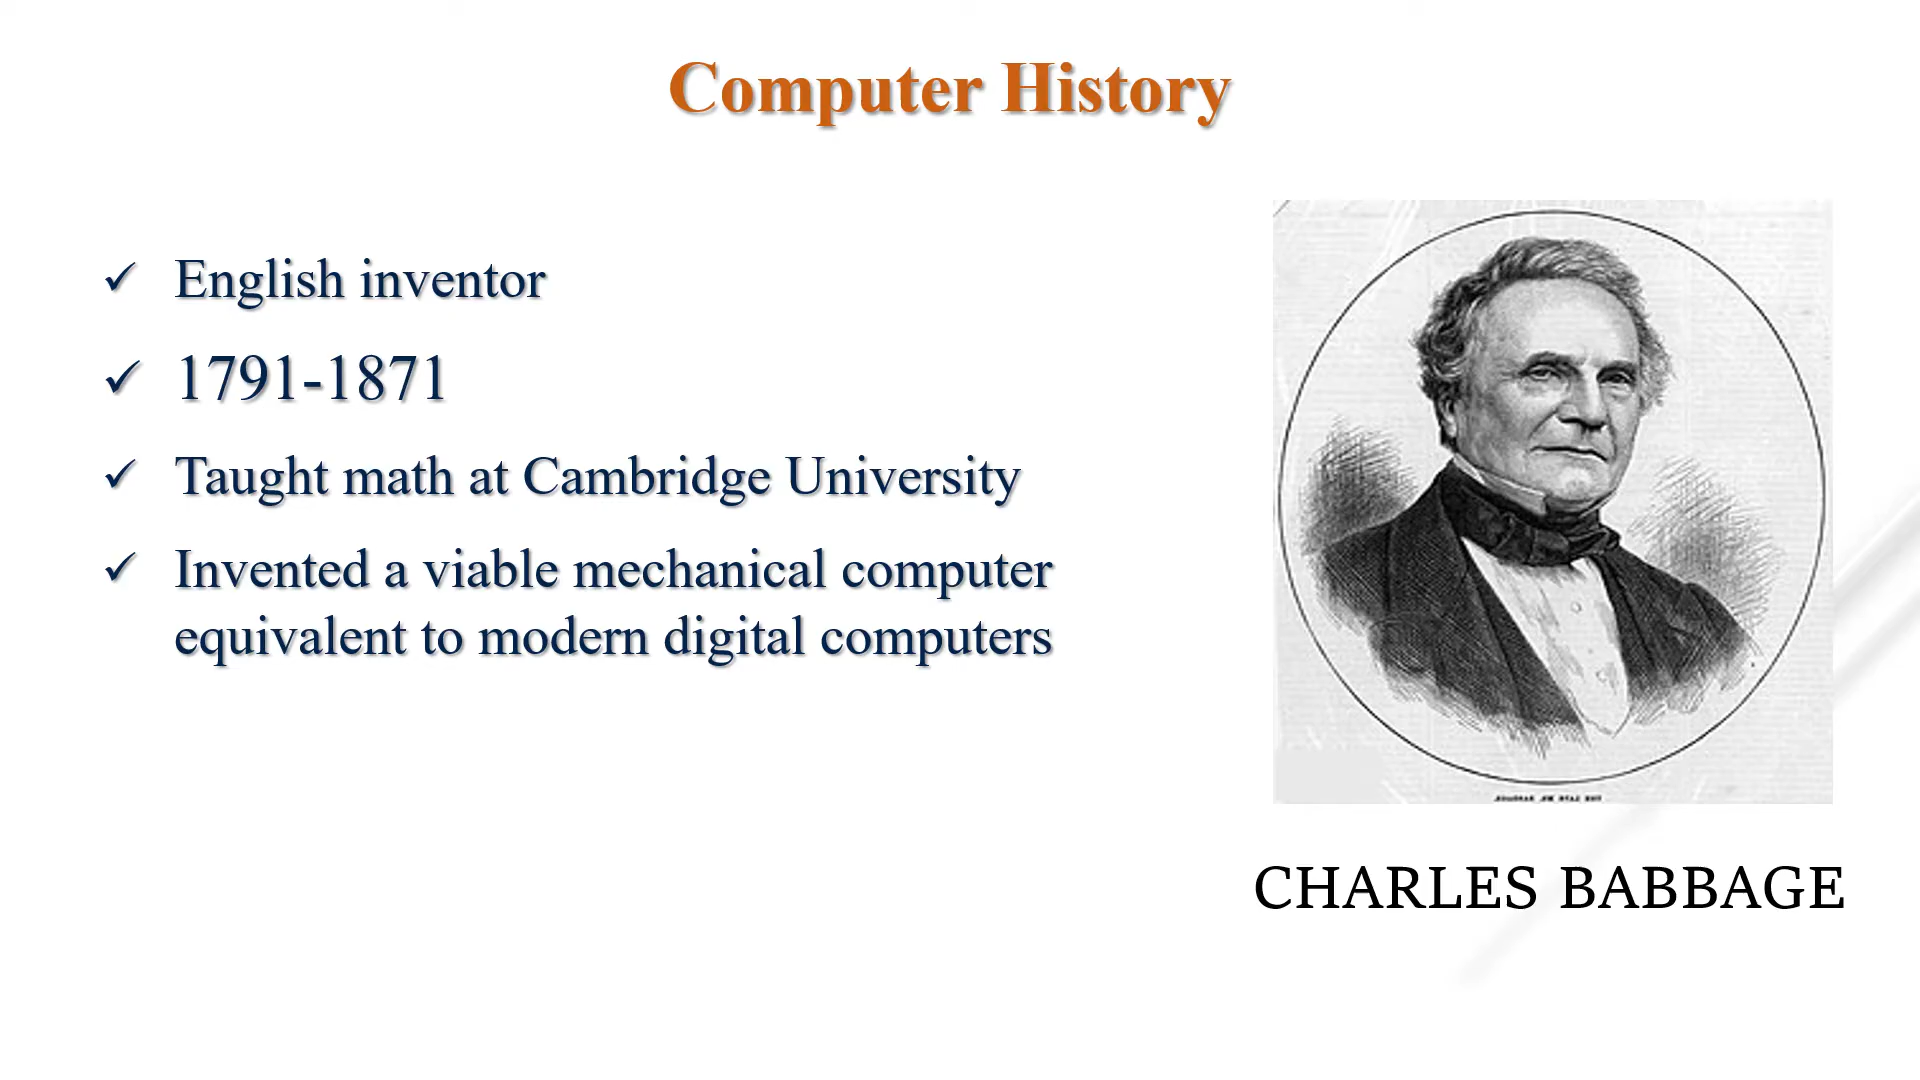 Computer History
English inventor
1791-1871
Taught math at Cambridge University
Invented a viable mechanical computer
equivalent to modern digital computers
CHARLES BABBAGE